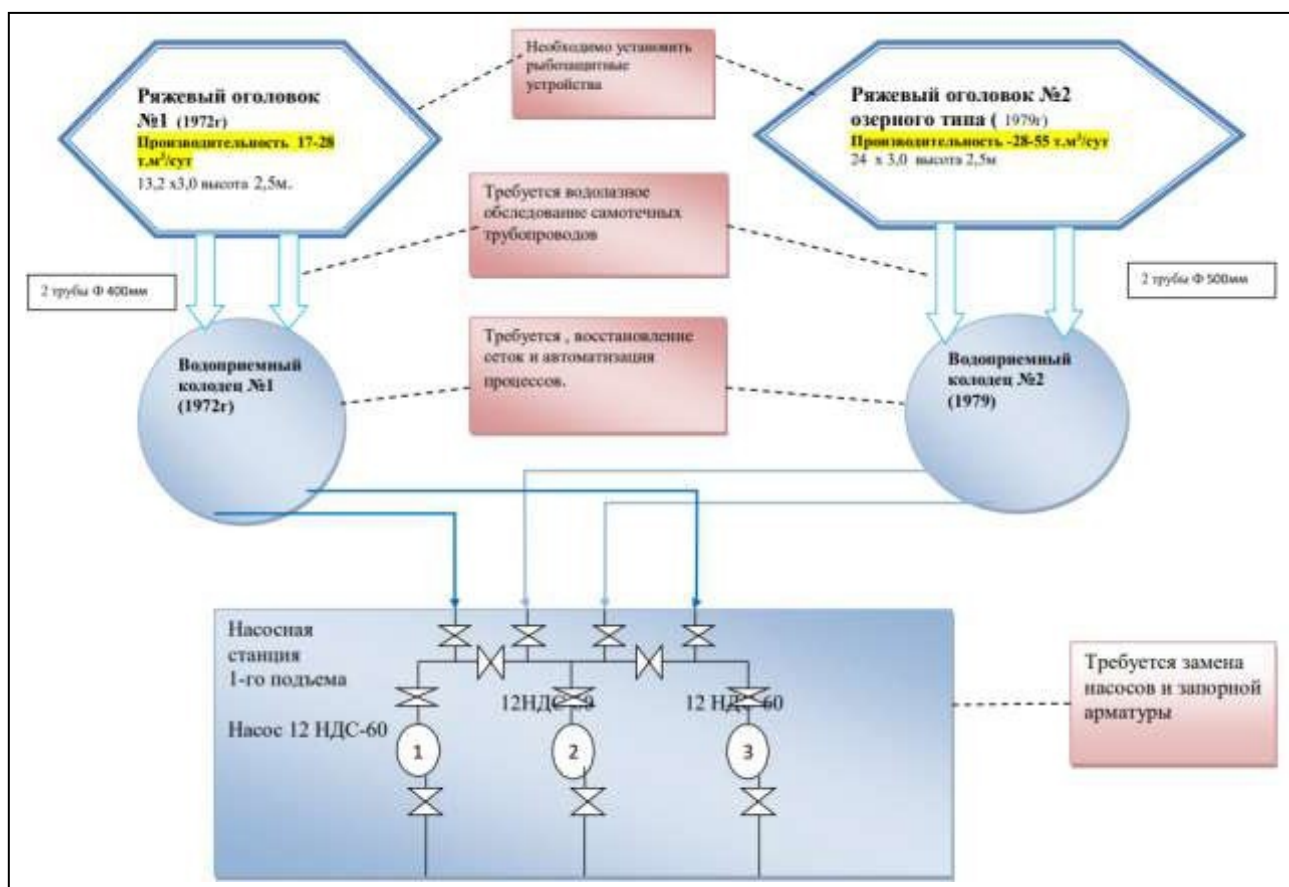 Необходимо установить
рыбозащитные
устройства
Ряжевый оголовок
№1 (1972г)
Производительность 17-28
т.м³/сут
13,2 х3,0 высота 2,5м.
Ряжевый оголовок №2
озерного типа ( 1979г)
Производительность -28-55 т.м³/сут
24 х 3,0 высота 2,5м
Требуется водолазное
обследование самотечных
трубопроводов
2 трубы Ф 400мм
2 трубы Ф 500мм
Требуется , восстановление
сеток и автоматизация
процессов.
Водоприемный
колодец №1
(1972г)
Водоприемный
колодец №2
(1979)
Насосная
станция
1-го подъема
12НДС
12 НДС-60
Насос 12 НДС-60
1
2
3
Требуется замена
насосов и запорной
арматуры